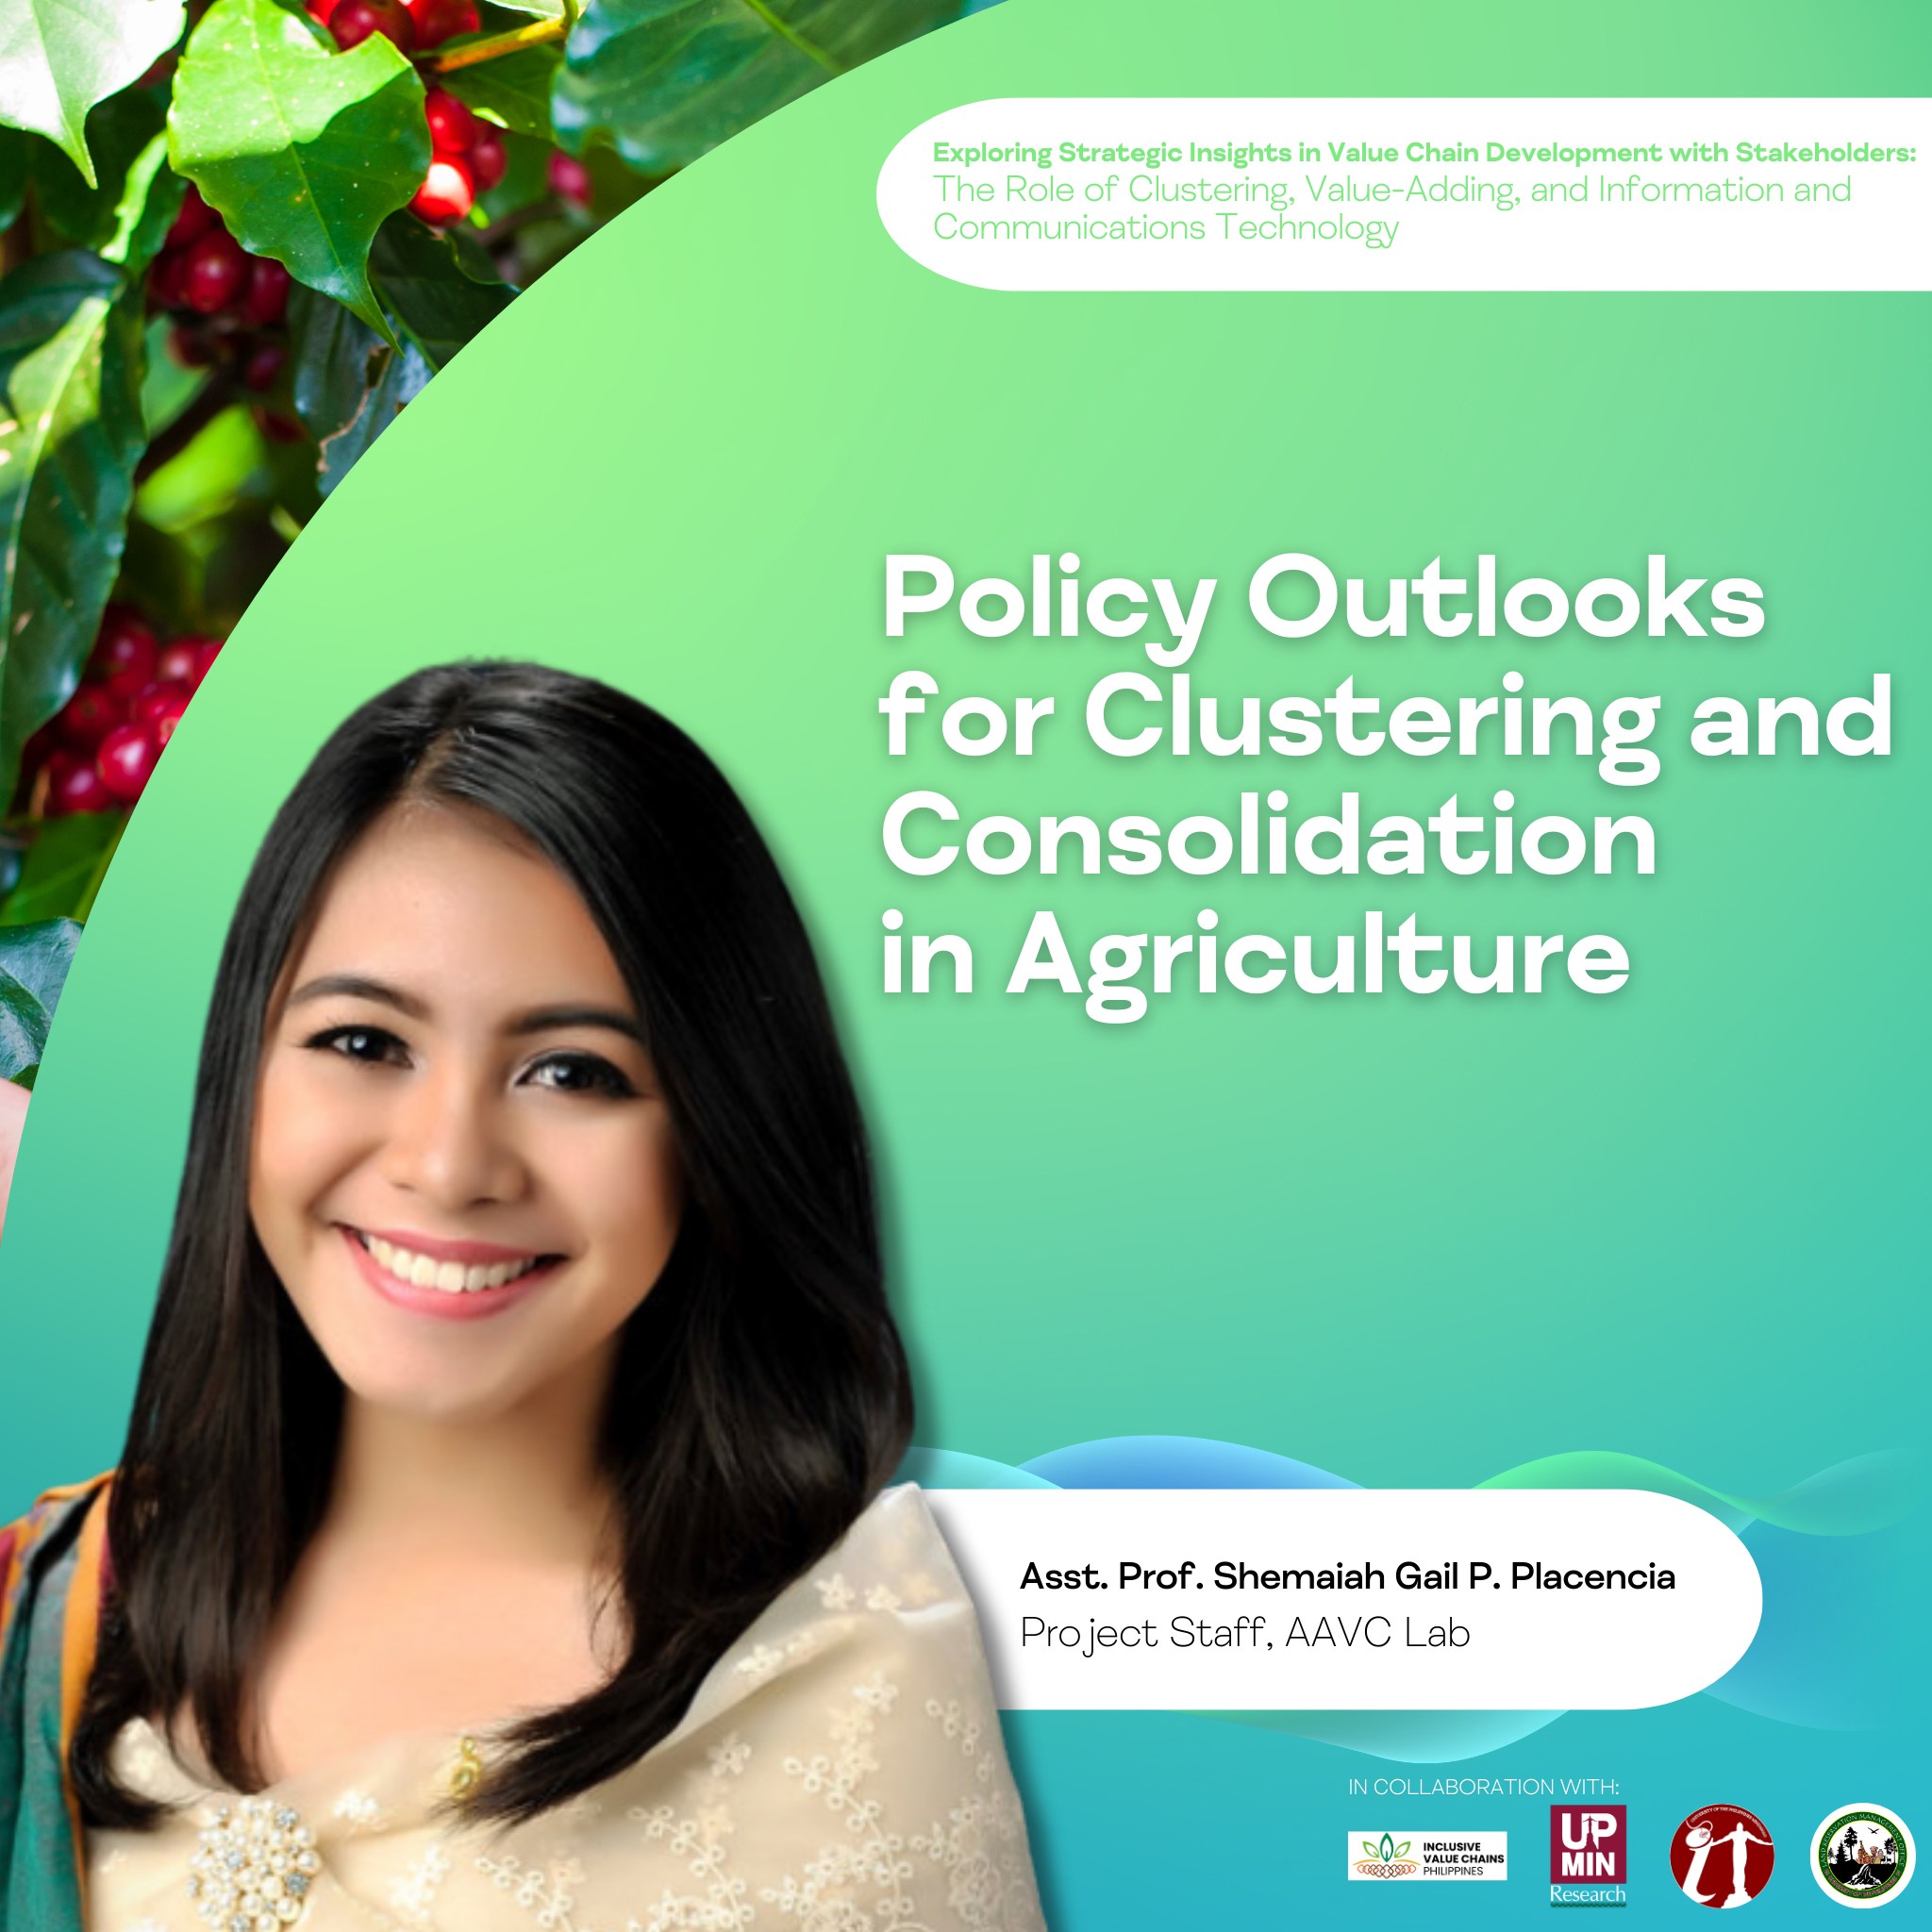 Exploring Strategic Insights in Value Chain Development with Stakeholders:
The Role of Clustering, Value-Adding, and Information and
Communications Technology
Policy Outlooks
for Clustering and
Consolidation
in Agriculture
Asst. Prof. Shemaiah Gail P. Placencia
Project Staff, AAVC Lab
IN COLLABORATION WITH:
INCLUSIVE
VALUE CHAINS
PHILIPPINES
UP
MIN
Research